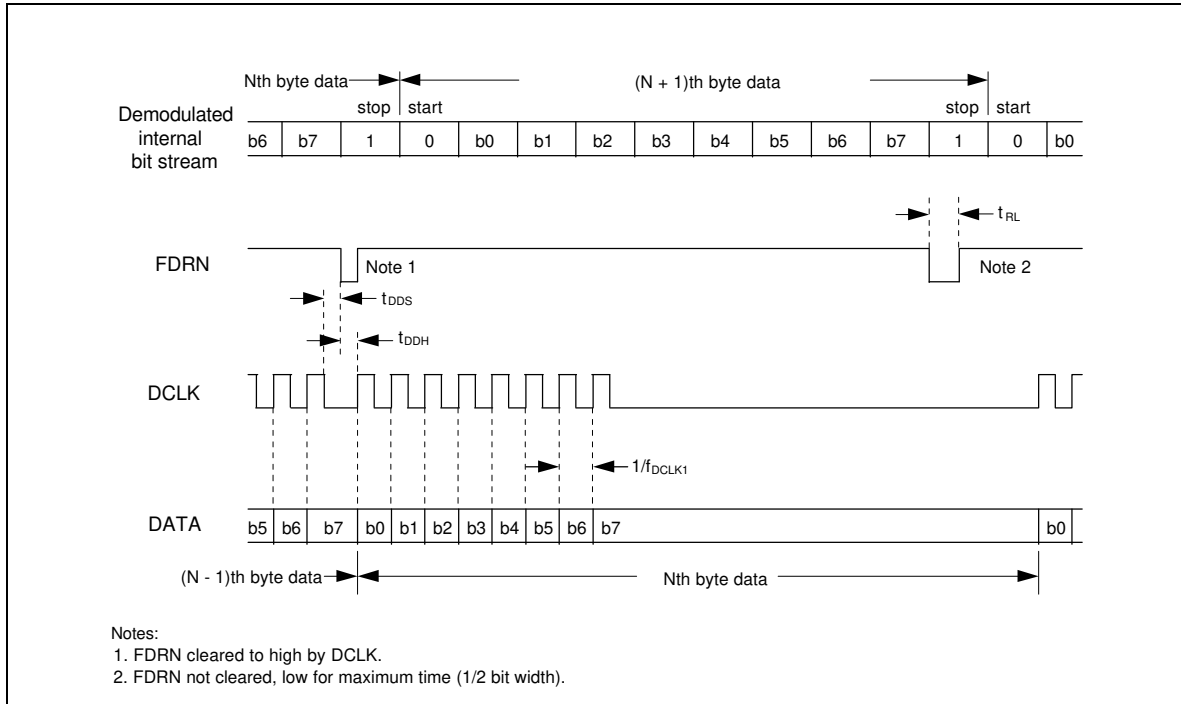 Nth byte data (N + 1)th byte data
stop start stop start
Demodulated
internal
bit stream
b6 b7 1 0 b0 b1 b2 b3 b4 b5 b6 b7 1 0 b0
tRL
FDRN Note 1 Note 2
tDDS
tDDH
DCLK
1/fDCLK1
DATA b5 b6 b7 b0 b1 b2 b3 b4 b5 b6 b7 b0
(N - 1)th byte data Nth byte data
Notes:
1. FDRN cleared to high by DCLK.
2. FDRN not cleared, low for maximum time (1/2 bit width).